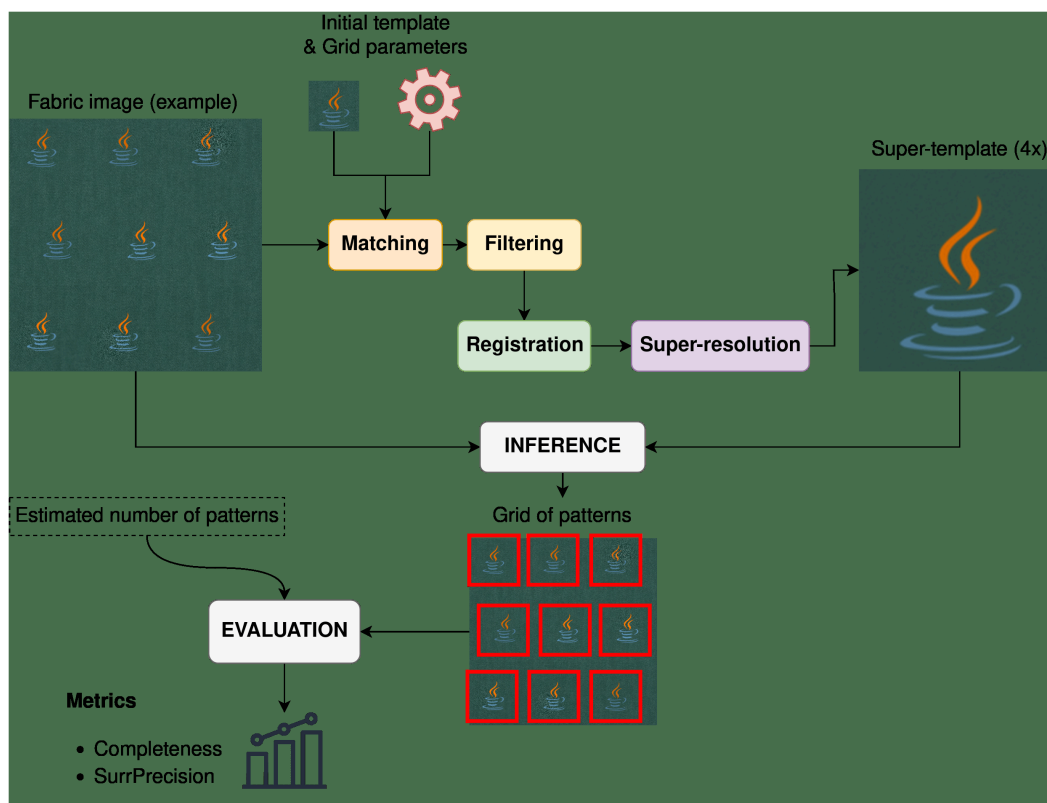 Initial template
& Grid parameters
Fabric image (example)
Super-template (4x)
Matching
Filtering
Registration
Super-resolution
INFERENCE
Estimated number of patterns
Grid of patterns
EVALUATION
Metrics
• Completeness
• SurrPrecision